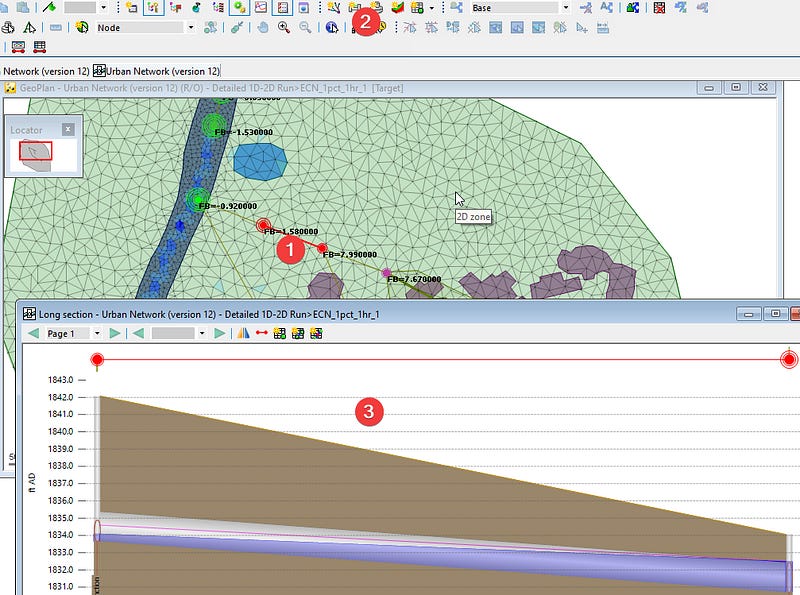 Base
2
Node
Network (version 12) Urban Network (version 12)
GeoPlan - Urban Network (version 12) (R/O) - Detailed 1D-2D Run>ECN_1pct_1hr_1 [Target]
Locator x
FB=-1.530000
FB=-0.920000
2D zone
FB=1.580000
1
FB=7.990000
FB=7.670000
Long section - Urban Network (version 12) - Detailed 1D-2D Run>ECN_1pct_1hr_1
Page 1
1843.0
3
1842.0
1841.0
1840.0
1839.0
1838.0
1837.0
1836.0
1835.0
1834.0
1833.0
1832.0
1831.0
ft AD